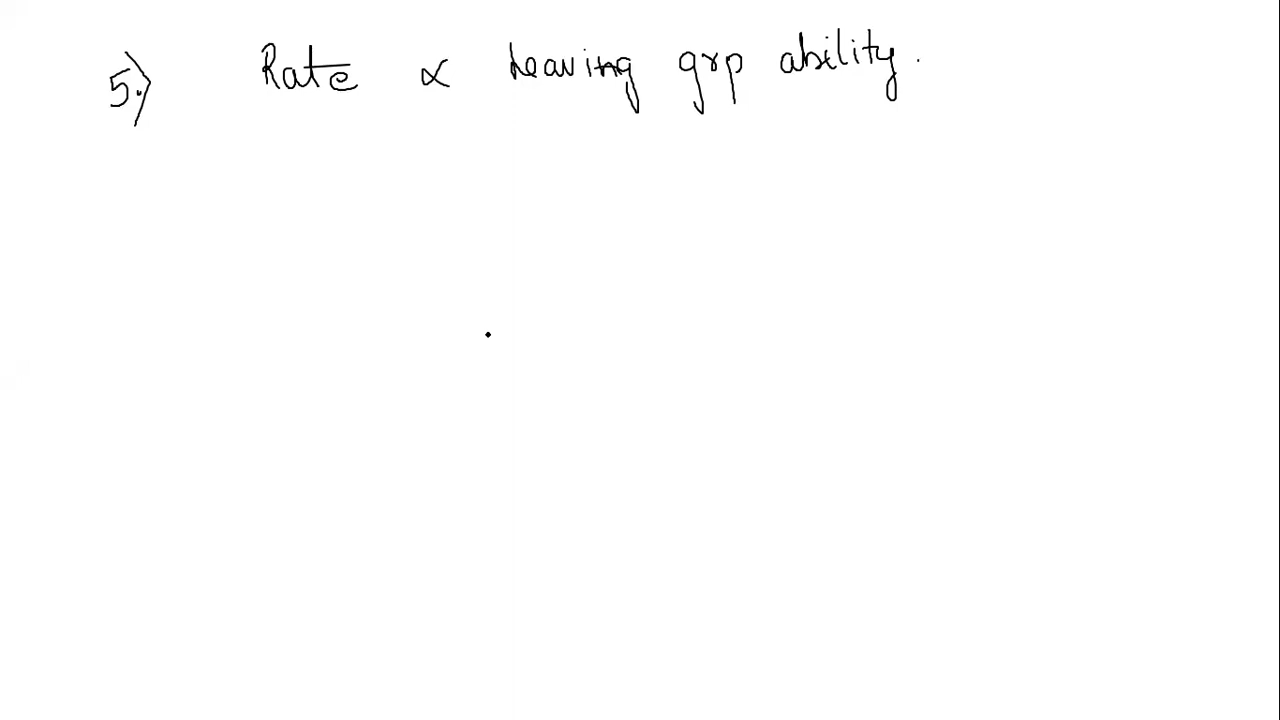 5.) Rate ∝ Leaving grp ability.